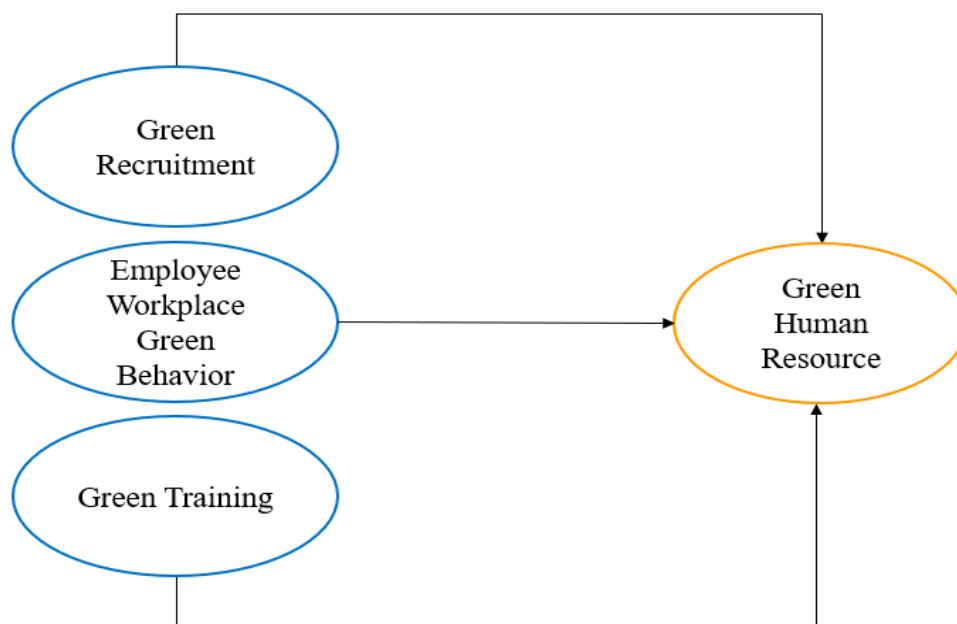 Green
Recruitment
Employee
Workplace
Green
Behavior
Green Training
Green
Human
Resource